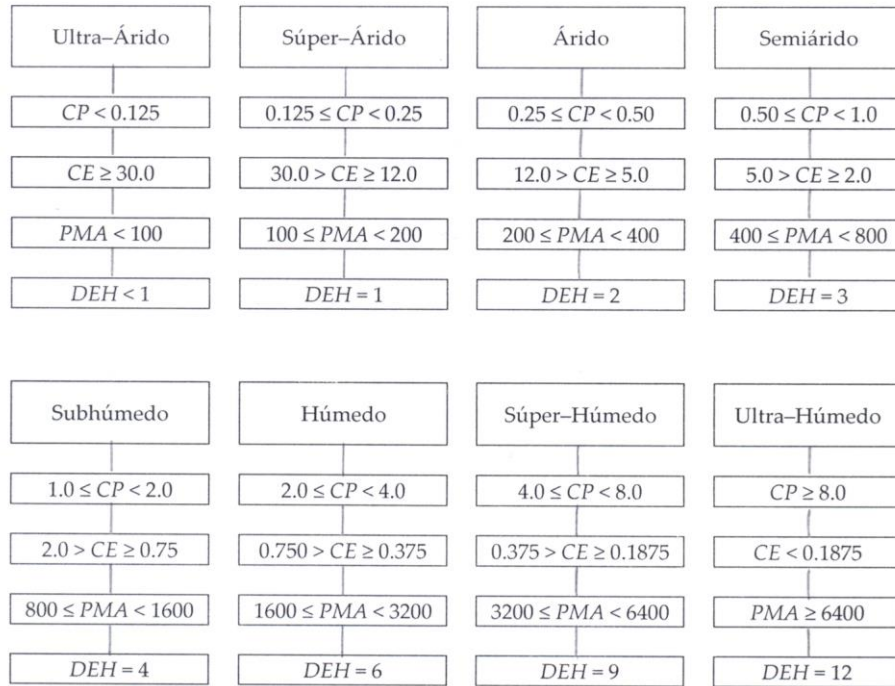 Ultra–Árido
CP < 0.125
CE ≥ 30.0
PMA < 100
DEH < 1
Súper–Árido
0.125 ≤ CP < 0.25
30.0 > CE ≥ 12.0
100 ≤ PMA < 200
DEH = 1
Árido
0.25 ≤ CP < 0.50
12.0 > CE ≥ 5.0
200 ≤ PMA < 400
DEH = 2
Semiárido
0.50 ≤ CP < 1.0
5.0 > CE ≥ 2.0
400 ≤ PMA < 800
DEH = 3
Subhúmedo
1.0 ≤ CP < 2.0
2.0 > CE ≥ 0.75
800 ≤ PMA < 1600
DEH = 4
Húmedo
2.0 ≤ CP < 4.0
0.750 > CE ≥ 0.375
1600 ≤ PMA < 3200
DEH = 6
Súper–Húmedo
4.0 ≤ CP < 8.0
0.375 > CE ≥ 0.1875
3200 ≤ PMA < 6400
DEH = 9
Ultra–Húmedo
CP ≥ 8.0
CE < 0.1875
PMA ≥ 6400
DEH = 12